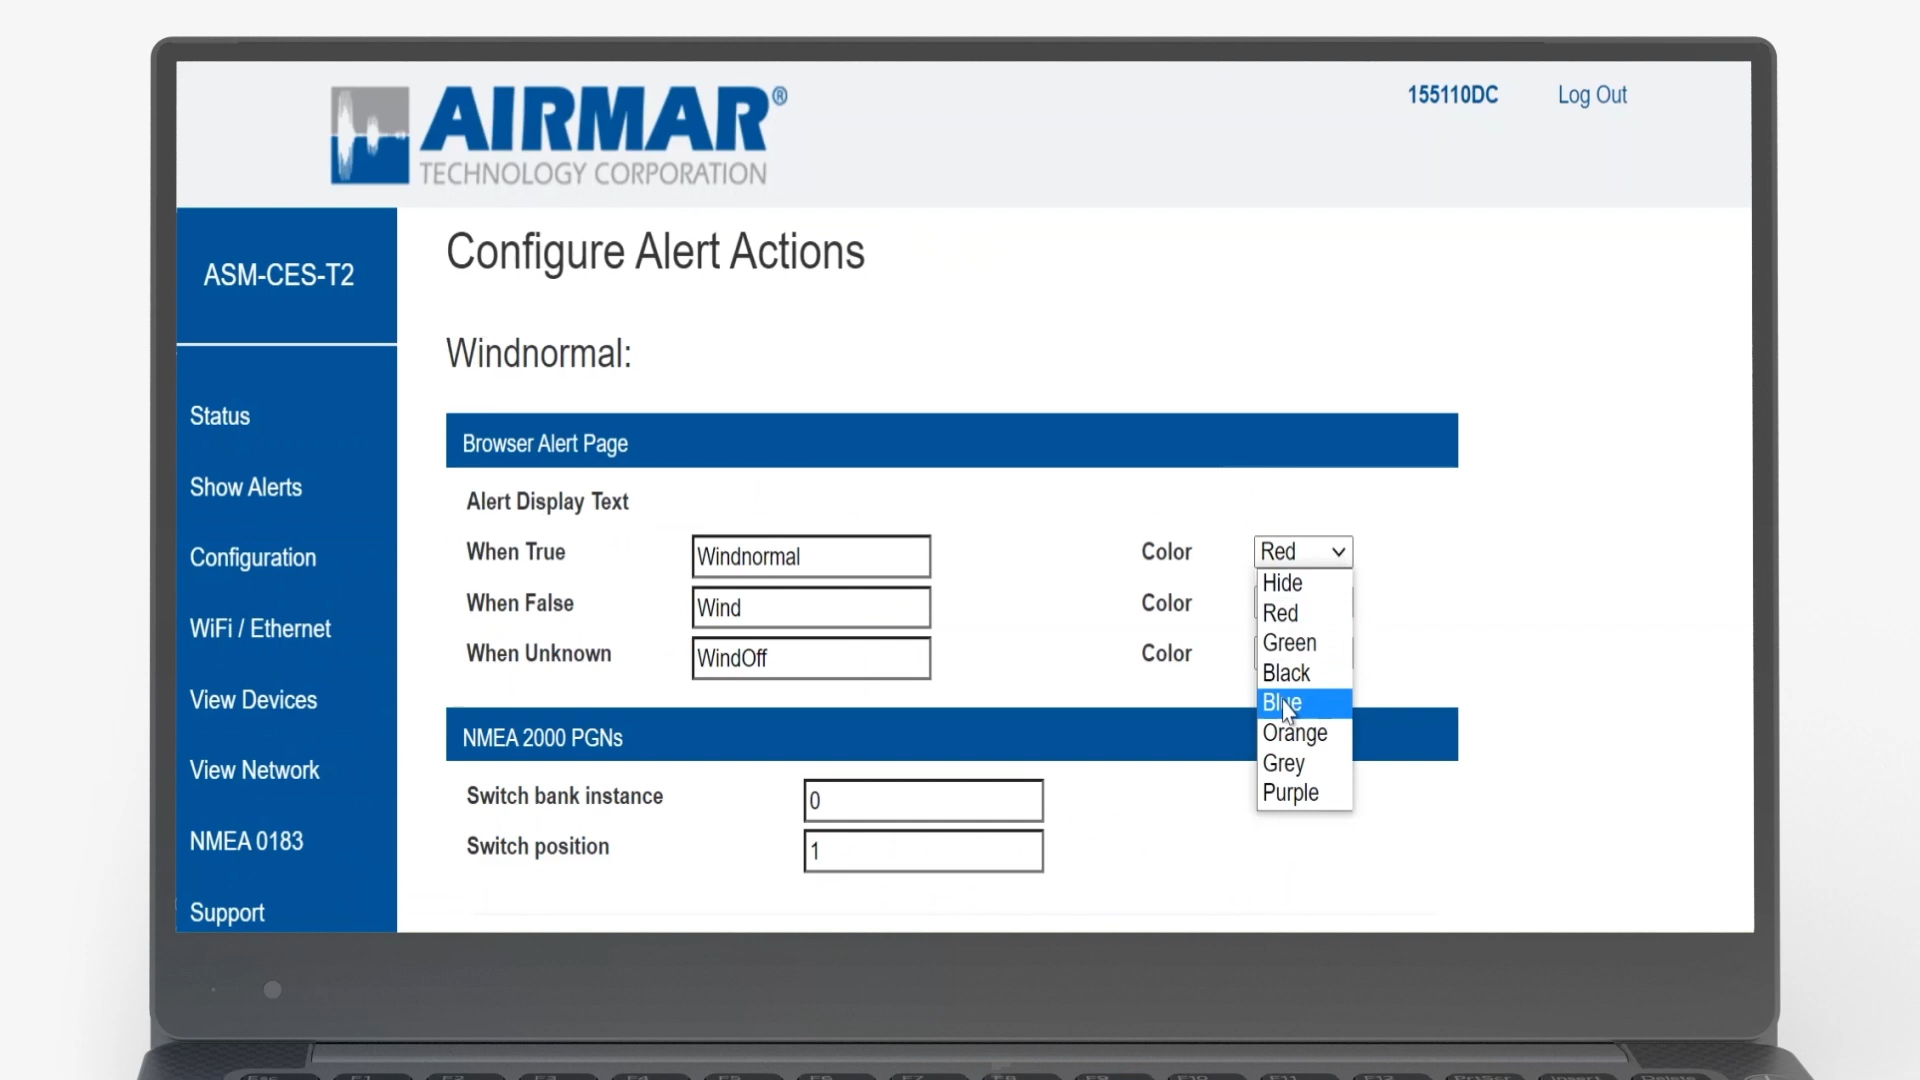 AIRMAR®
TECHNOLOGY CORPORATION
155110DC
Log Out
ASM-CES-T2
Status
Show Alerts
Configuration
WiFi / Ethernet
View Devices
View Network
NMEA 0183
Support
Configure Alert Actions
Windnormal:
Browser Alert Page
Alert Display Text
When True
Windnormal
Color
Red
When False
Wind
Color
When Unknown
WindOff
Color
Hide
Red
Green
Black
Blue
Orange
Grey
Purple
NMEA 2000 PGNs
Switch bank instance
0
Switch position
1